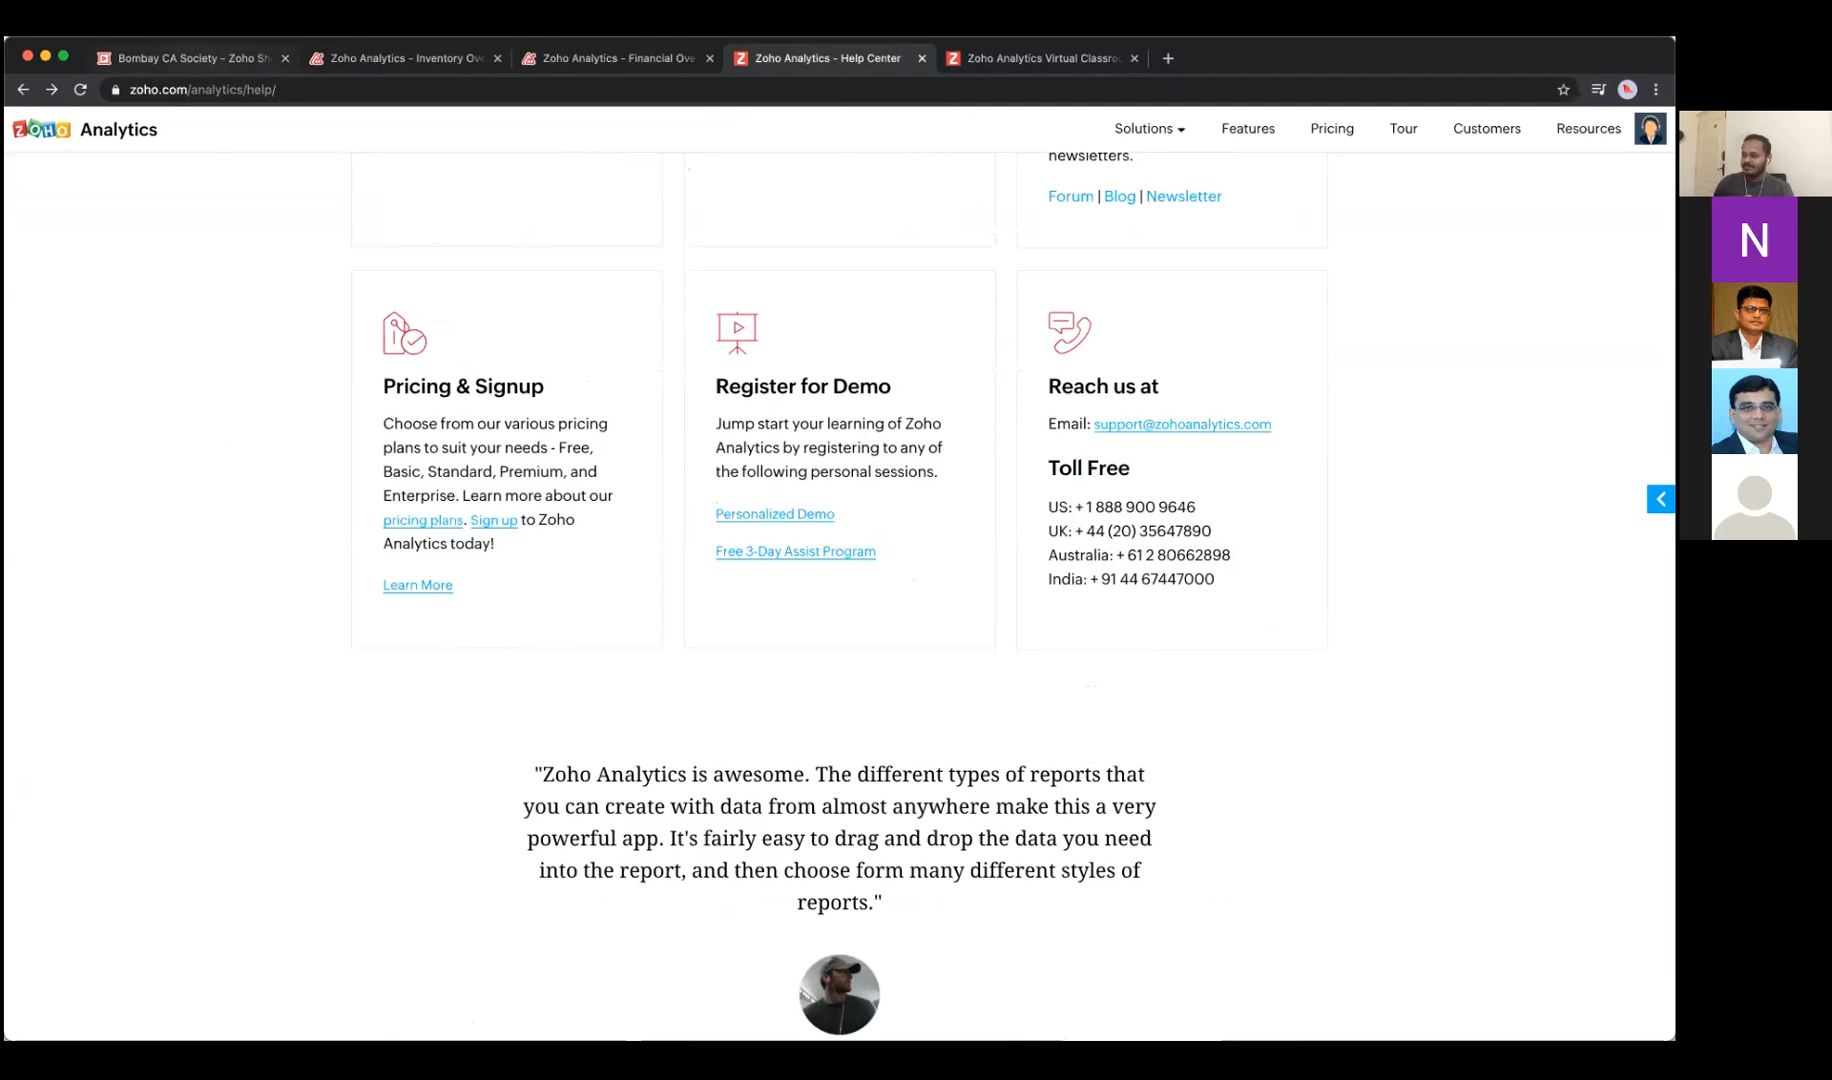 Bombay CA Society - Zoho Sh
Zoho Analytics - Inventory Ove
Zoho Analytics - Financial Ove
Zoho Analytics - Help Center
Zoho Analytics Virtual Classroo
zoho.com/analytics/help/
ZOHO Analytics
Solutions
Features
Pricing
Tour
Customers
Resources
newsletters.
Forum | Blog | Newsletter
Pricing & Signup
Choose from our various pricing
plans to suit your needs - Free,
Basic, Standard, Premium, and
Enterprise. Learn more about our
pricing plans. Sign up to Zoho
Analytics today!
Learn More
Register for Demo
Jump start your learning of Zoho
Analytics by registering to any of
the following personal sessions.
Personalized Demo
Free 3-Day Assist Program
Reach us at
Email: support@zohoanalytics.com
Toll Free
US: + 1 888 900 9646
UK: + 44 (20) 35647890
Australia: + 61 2 80662898
India: + 91 44 67447000
"Zoho Analytics is awesome. The different types of reports that
you can create with data from almost anywhere make this a very
powerful app. It's fairly easy to drag and drop the data you need
into the report, and then choose form many different styles of
reports."
N